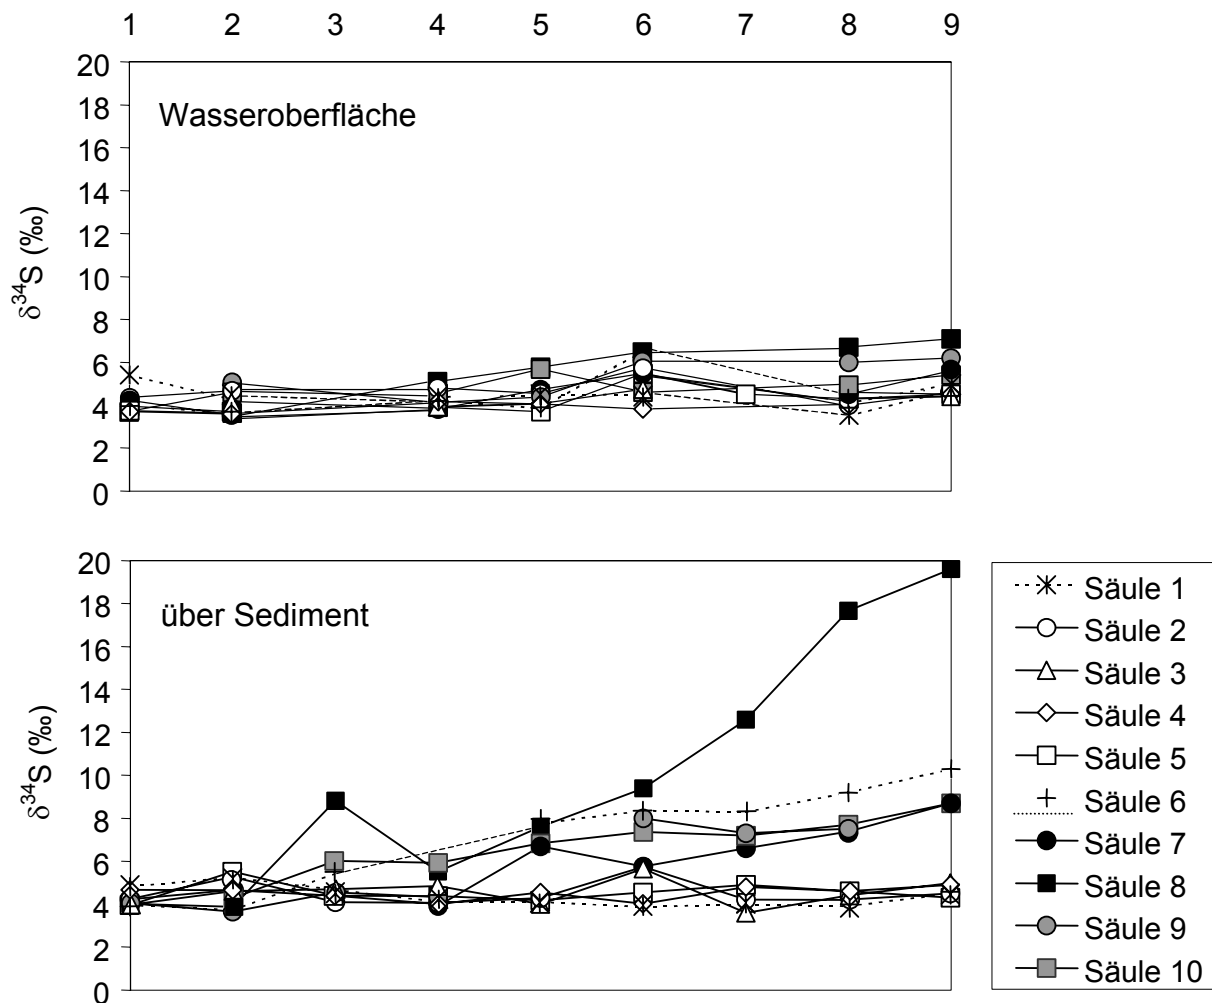 1 2 3 4 5 6 7 8 9
20
18
16
14
12
10
8
6
4
2
0
δ³⁴S (‰)
Wasseroberfläche
20
18
16
14
12
10
8
6
4
2
0
δ³⁴S (‰)
über Sediment
Säule 1
Säule 2
Säule 3
Säule 4
Säule 5
Säule 6
Säule 7
Säule 8
Säule 9
Säule 10